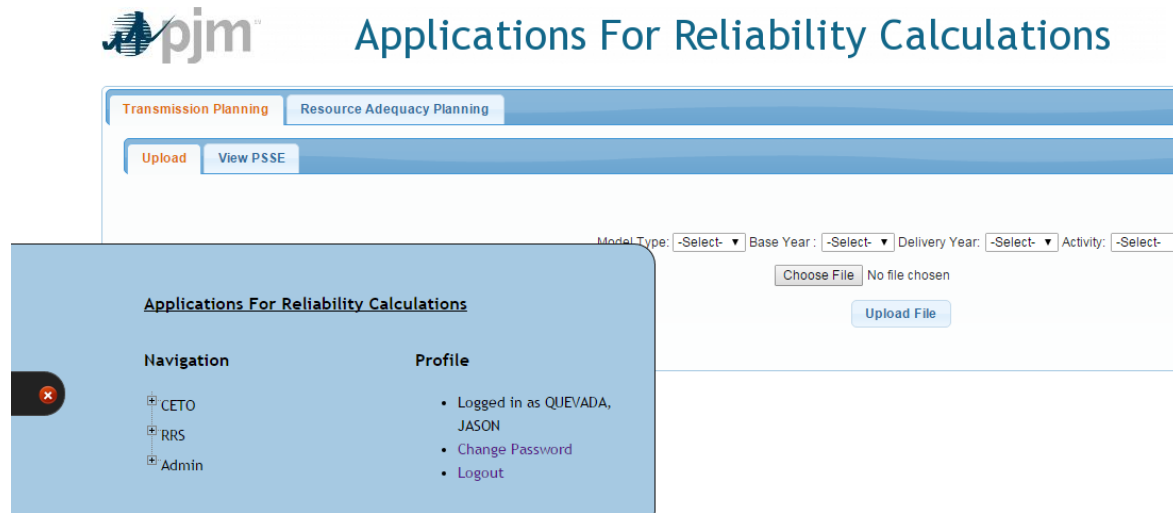 pjm
Applications For Reliability Calculations
Transmission Planning Resource Adequacy Planning
Upload View PSSE
Model Type: -Select- Base Year : -Select- Delivery Year: -Select- Activity: -Select-
Choose File No file chosen
Upload File
Applications For Reliability Calculations
Navigation
CETO
RRS
Admin
Profile
Logged in as QUEVADA,
JASON
Change Password
Logout